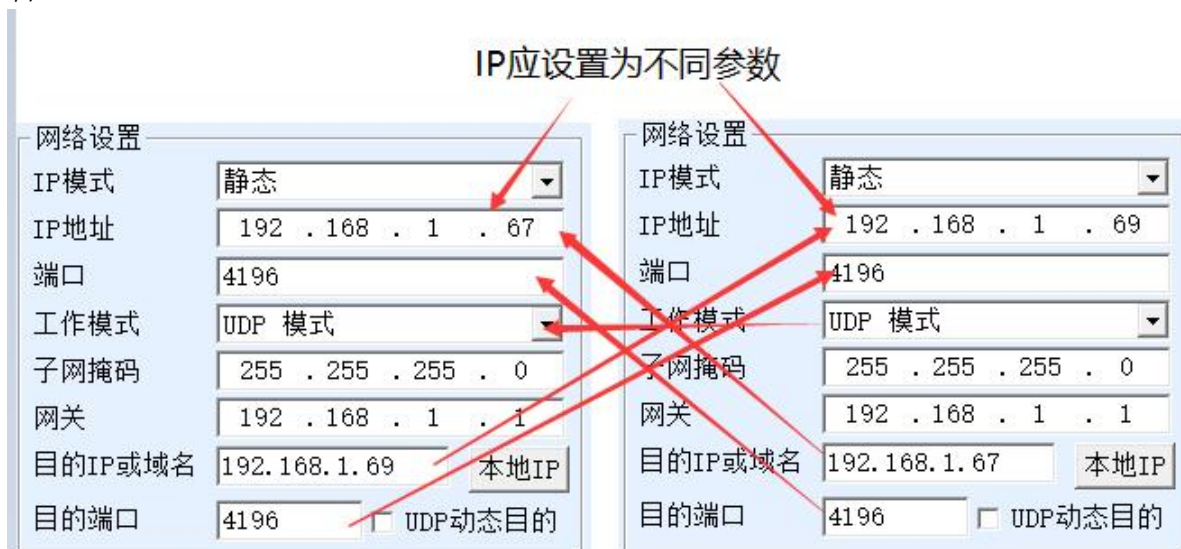 IP应设置为不同参数
网络设置
IP模式 静态
IP地址 192 . 168 . 1 . 67
端口 4196
工作模式 UDP 模式
子网掩码 255 . 255 . 255 . 0
网关 192 . 168 . 1 . 1
目的IP或域名 192.168.1.69 本地IP
目的端口 4196 UDP动态目的
网络设置
IP模式 静态
IP地址 192 . 168 . 1 . 69
端口 4196
工作模式 UDP 模式
子网掩码 255 . 255 . 255 . 0
网关 192 . 168 . 1 . 1
目的IP或域名 192.168.1.67 本地IP
目的端口 4196 UDP动态目的